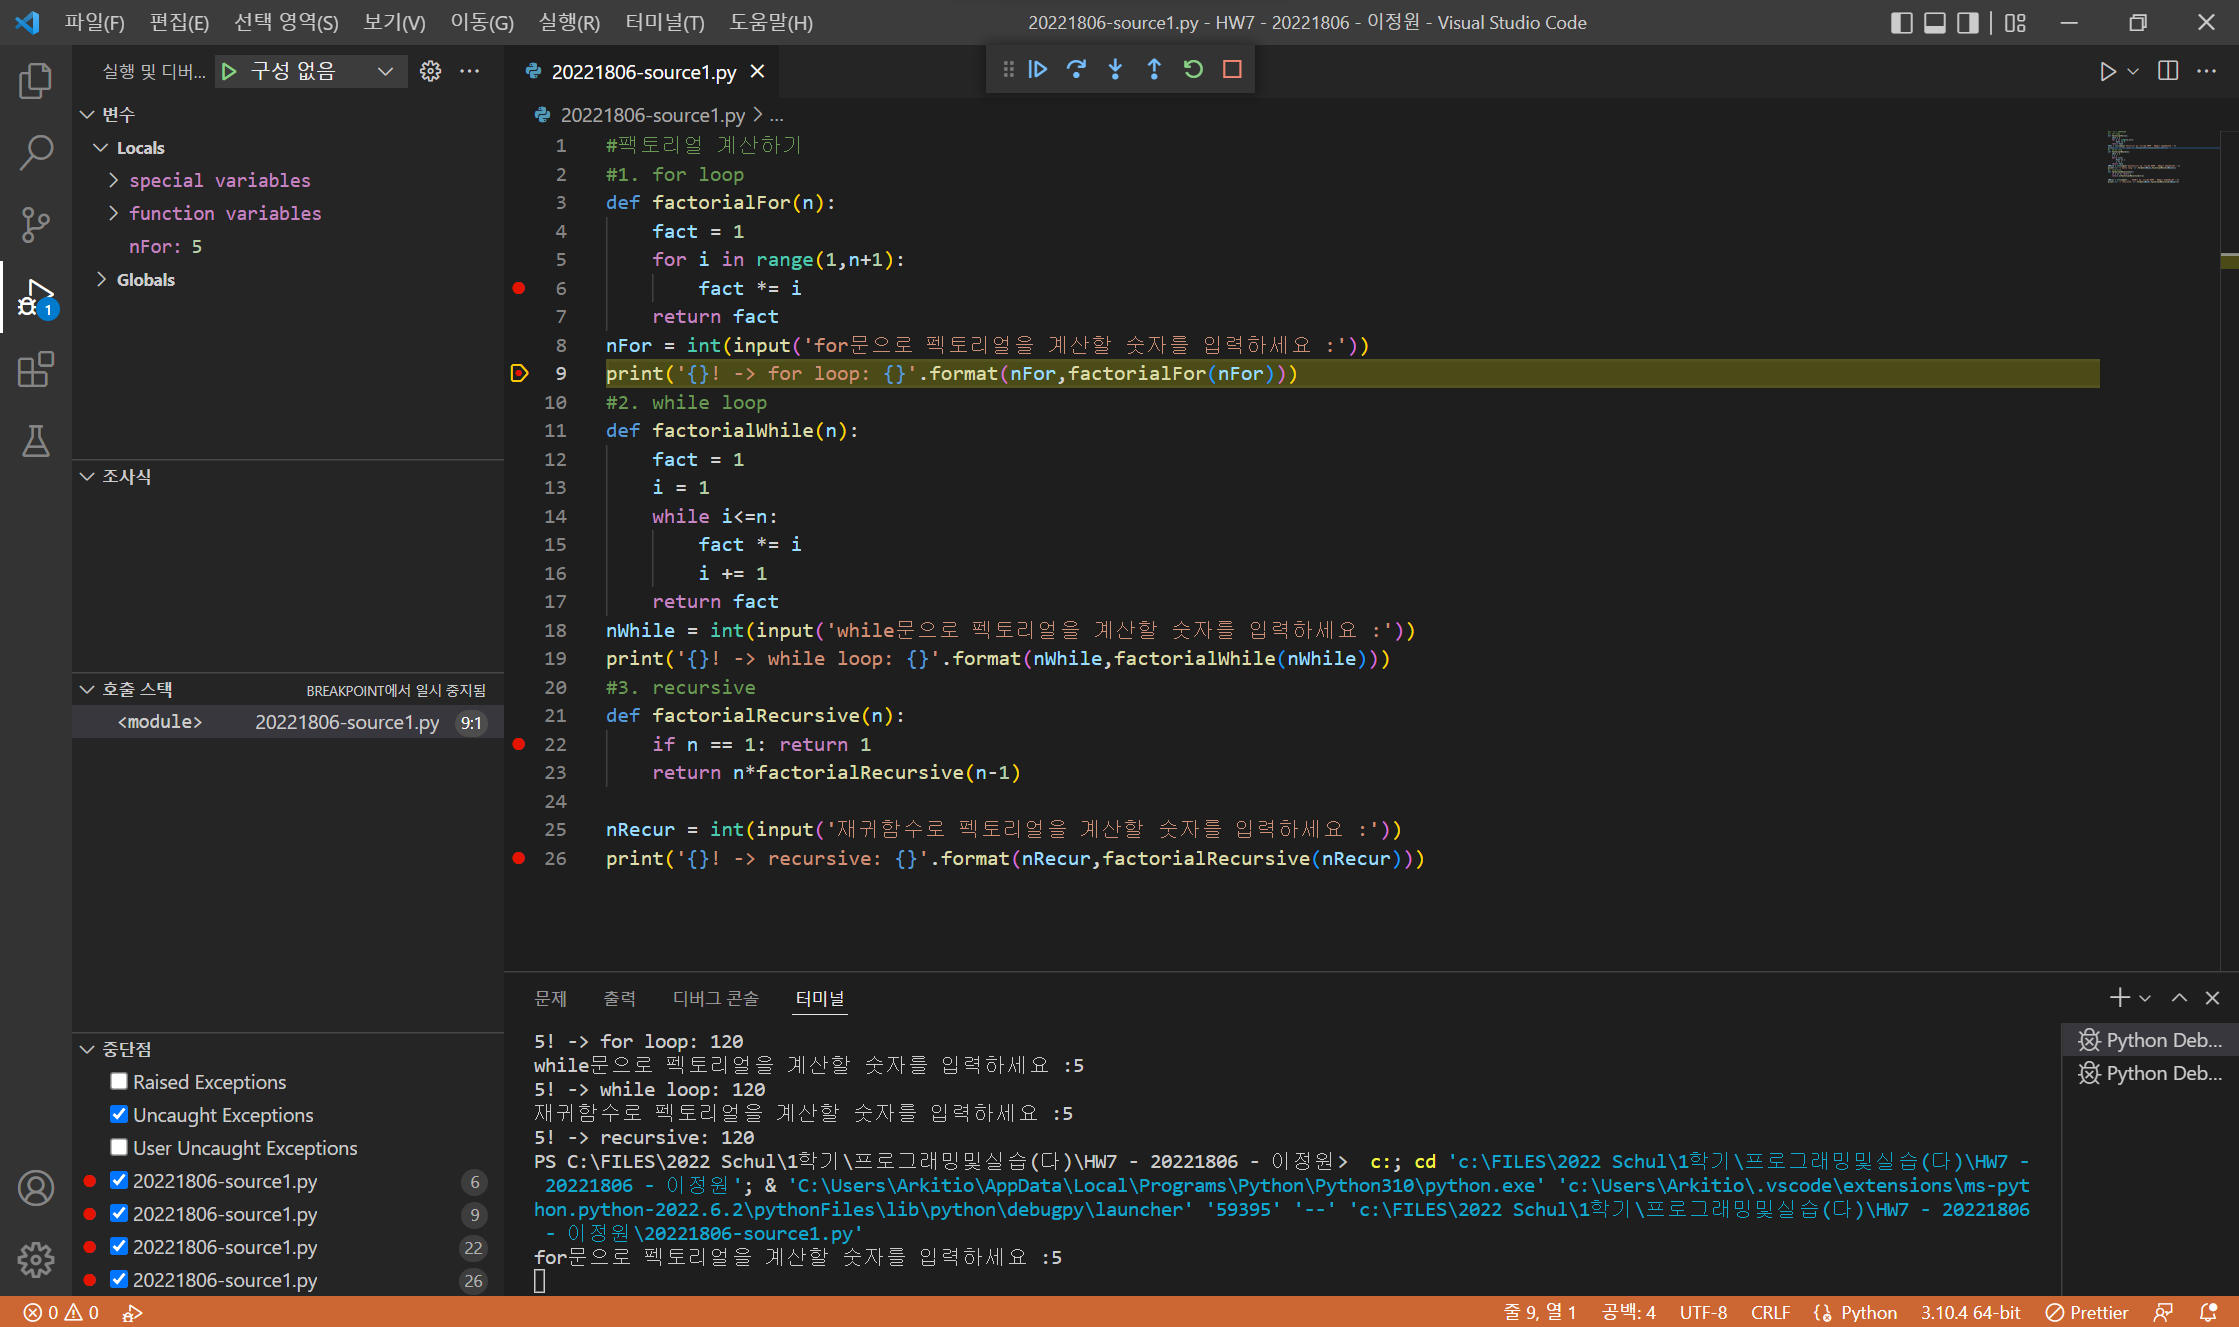 파일(F) 편집(E) 선택 영역(S) 보기(V) 이동(G) 실행(R) 터미널(T) 도움말(H) 20221806-source1.py - HW7 - 20221806 - 이정원 - Visual Studio Code
실행 및 디버... 구성 없음
변수
Locals
special variables
function variables
nFor: 5
Globals
조사식
호출 스택 BREAKPOINT에서 일시 중지됨
<module> 20221806-source1.py 9:1
중단점
Raised Exceptions
Uncaught Exceptions
User Uncaught Exceptions
20221806-source1.py 6
20221806-source1.py 9
20221806-source1.py 22
20221806-source1.py 26
1
20221806-source1.py
20221806-source1.py > ...
1 #팩토리얼 계산하기
2 #1. for loop
3 def factorialFor(n):
4 fact = 1
5 for i in range(1,n+1):
6 fact *= i
7 return fact
8 nFor = int(input('for문으로 펙토리얼을 계산할 숫자를 입력하세요 :'))
9 print('{}! -> for loop: {}'.format(nFor,factorialFor(nFor)))
10 #2. while loop
11 def factorialWhile(n):
12 fact = 1
13 i = 1
14 while i<=n:
15 fact *= i
16 i += 1
17 return fact
18 nWhile = int(input('while문으로 펙토리얼을 계산할 숫자를 입력하세요 :'))
19 print('{}! -> while loop: {}'.format(nWhile,factorialWhile(nWhile)))
20 #3. recursive
21 def factorialRecursive(n):
22 if n == 1: return 1
23 return n*factorialRecursive(n-1)
24
25 nRecur = int(input('재귀함수로 펙토리얼을 계산할 숫자를 입력하세요 :'))
26 print('{}! -> recursive: {}'.format(nRecur,factorialRecursive(nRecur)))
문제 출력 디버그 콘솔 터미널
5! -> for loop: 120
while문으로 펙토리얼을 계산할 숫자를 입력하세요 :5
5! -> while loop: 120
재귀함수로 펙토리얼을 계산할 숫자를 입력하세요 :5
5! -> recursive: 120
PS C:\FILES\2022 Schul\1학기\프로그래밍및실습(다)\HW7 - 20221806 - 이정원> c:; cd 'c:\FILES\2022 Schul\1학기\프로그래밍및실습(다)\HW7 -
20221806 - 이정원'; & 'C:\Users\Arkitio\AppData\Local\Programs\Python\Python310\python.exe' 'c:\Users\Arkitio\.vscode\extensions\ms-pyt
hon.python-2022.6.2\pythonFiles\lib\python\debugpy\launcher' '59395' '--' 'c:\FILES\2022 Schul\1학기\프로그래밍및실습(다)\HW7 - 20221806
- 이정원\20221806-source1.py'
for문으로 펙토리얼을 계산할 숫자를 입력하세요 :5
Python Deb...
Python Deb...
0 0 줄 9, 열 1 공백: 4 UTF-8 CRLF Python 3.10.4 64-bit Prettier